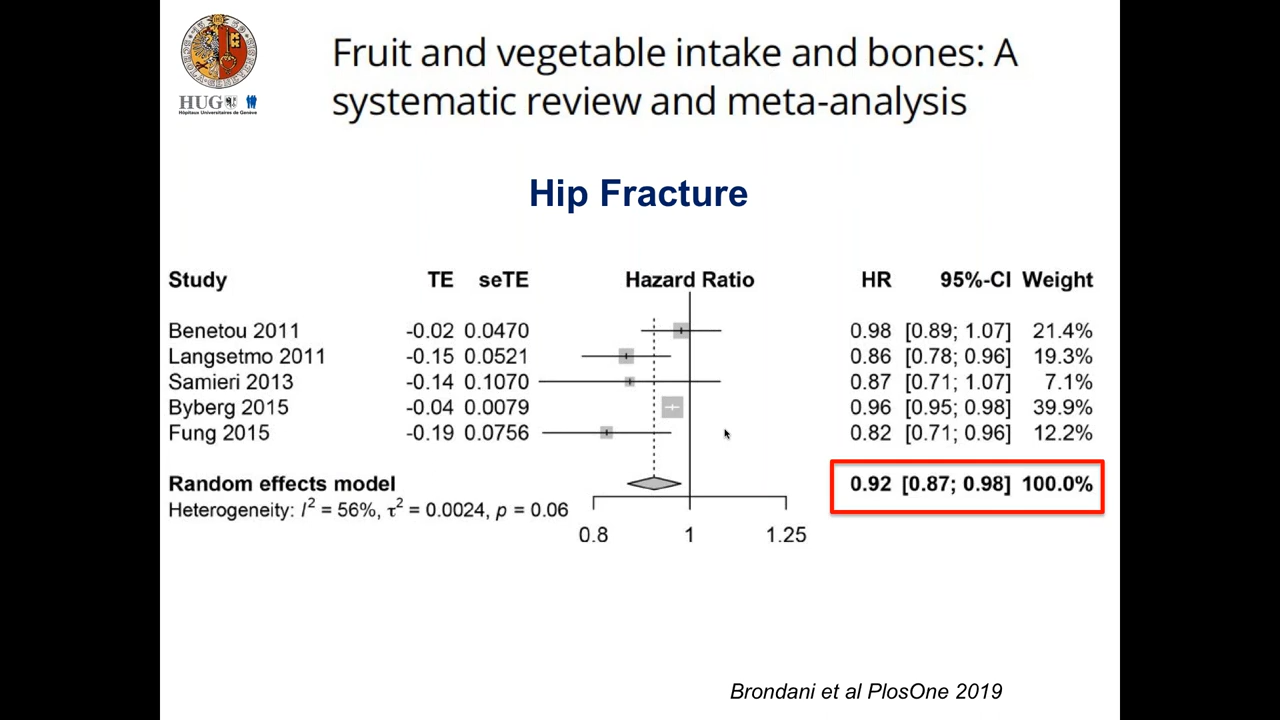 HUG
Hôpitaux Universitaires de Genève
Fruit and vegetable intake and bones: A
systematic review and meta-analysis
Hip Fracture
Study TE seTE Hazard Ratio HR 95%-CI Weight
Benetou 2011 -0.02 0.0470 0.98 [0.89; 1.07] 21.4%
Langsetmo 2011 -0.15 0.0521 0.86 [0.78; 0.96] 19.3%
Samieri 2013 -0.14 0.1070 0.87 [0.71; 1.07] 7.1%
Byberg 2015 -0.04 0.0079 0.96 [0.95; 0.98] 39.9%
Fung 2015 -0.19 0.0756 0.82 [0.71; 0.96] 12.2%
Random effects model 0.92 [0.87; 0.98] 100.0%
Heterogeneity: I² = 56%, τ² = 0.0024, p = 0.06
0.8 1 1.25
Brondani et al PlosOne 2019